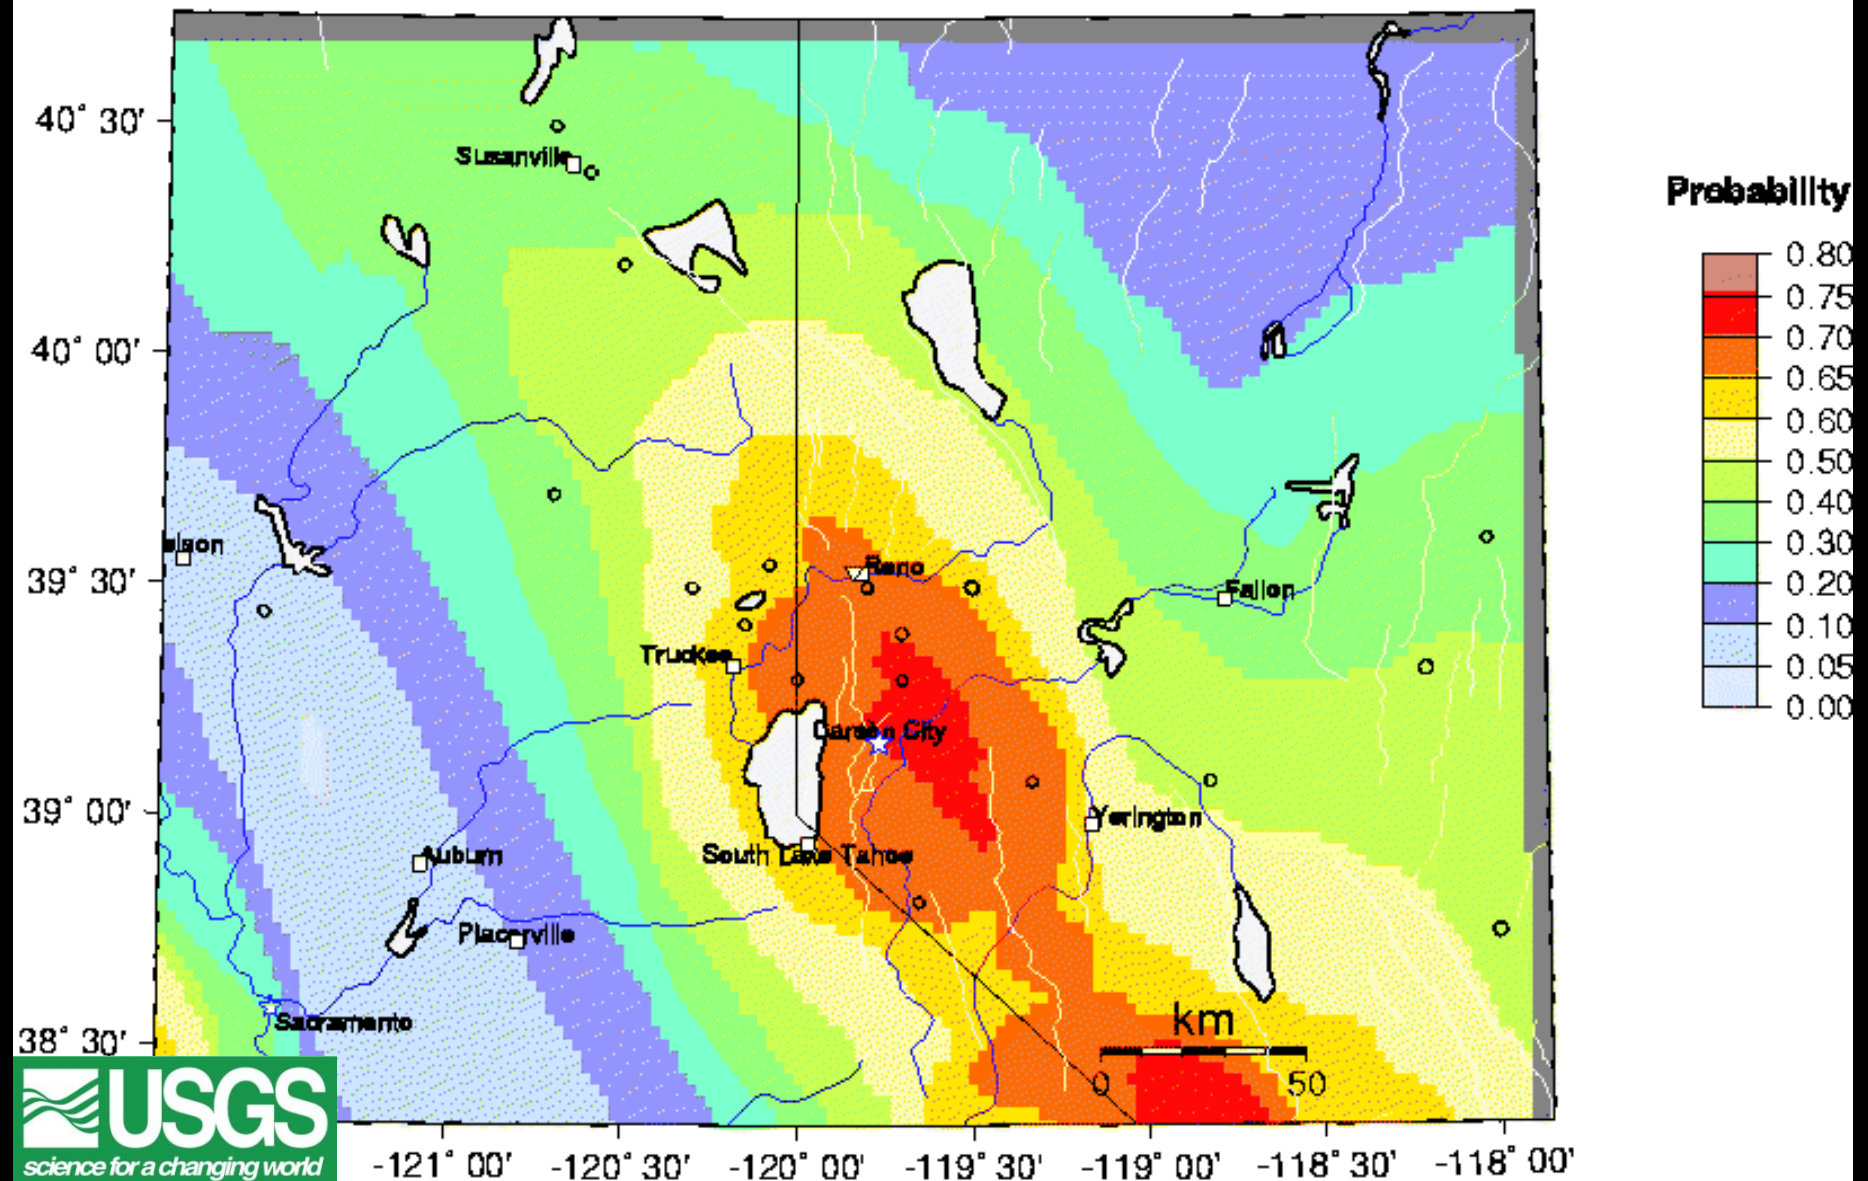 Probability
0.80
0.75
0.70
0.65
0.60
0.50
0.40
0.30
0.20
0.10
0.05
0.00
40° 30'
40° 00'
39° 30'
39° 00'
38° 30'
Susanville
elson
Reno
Fallon
Truckee
Carson City
Yerington
South Lake Tahoe
Auburn
Placerville
Sacramento
km
0 50
USGS
science for a changing world
-121° 00' -120° 30' -120° 00' -119° 30' -119° 00' -118° 30' -118° 00'